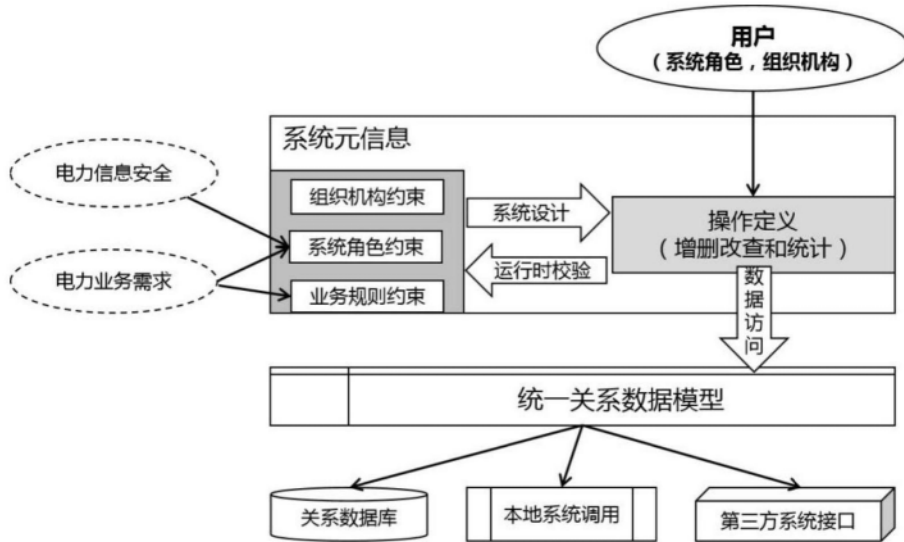 用户
（系统角色，组织机构）
系统元信息
电力信息安全
组织机构约束
系统设计
操作定义
（增删改查和统计）
系统角色约束
电力业务需求
运行时校验
业务规则约束
数据访问
统一关系数据模型
关系数据库
本地系统调用
第三方系统接口